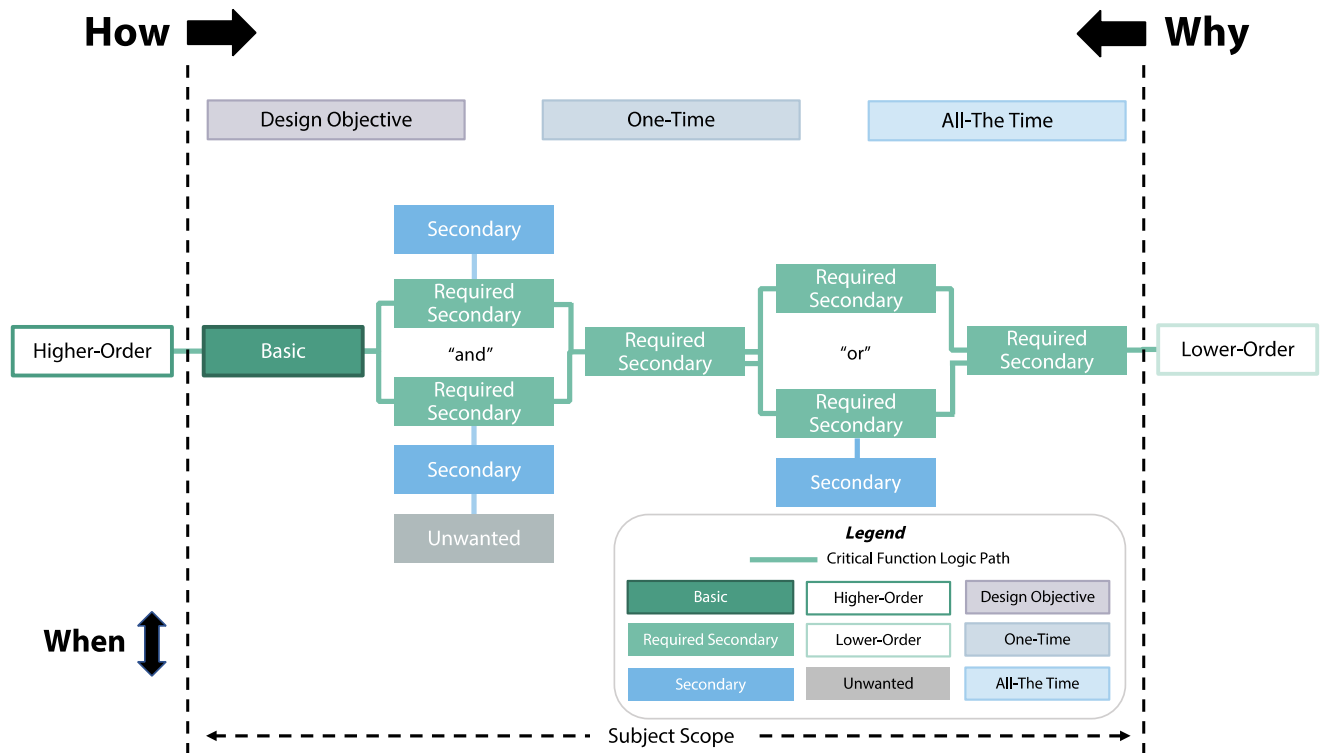 How
Why
Design Objective
One-Time
All-The Time
Secondary
Required
Secondary
Required
Secondary
Higher-Order
Basic
“and”
Required
Secondary
“or”
Required
Secondary
Lower-Order
Required
Secondary
Required
Secondary
Secondary
Secondary
Unwanted
Legend
Critical Function Logic Path
Basic
Higher-Order
Design Objective
Required Secondary
Lower-Order
One-Time
Secondary
Unwanted
All-The Time
When
Subject Scope